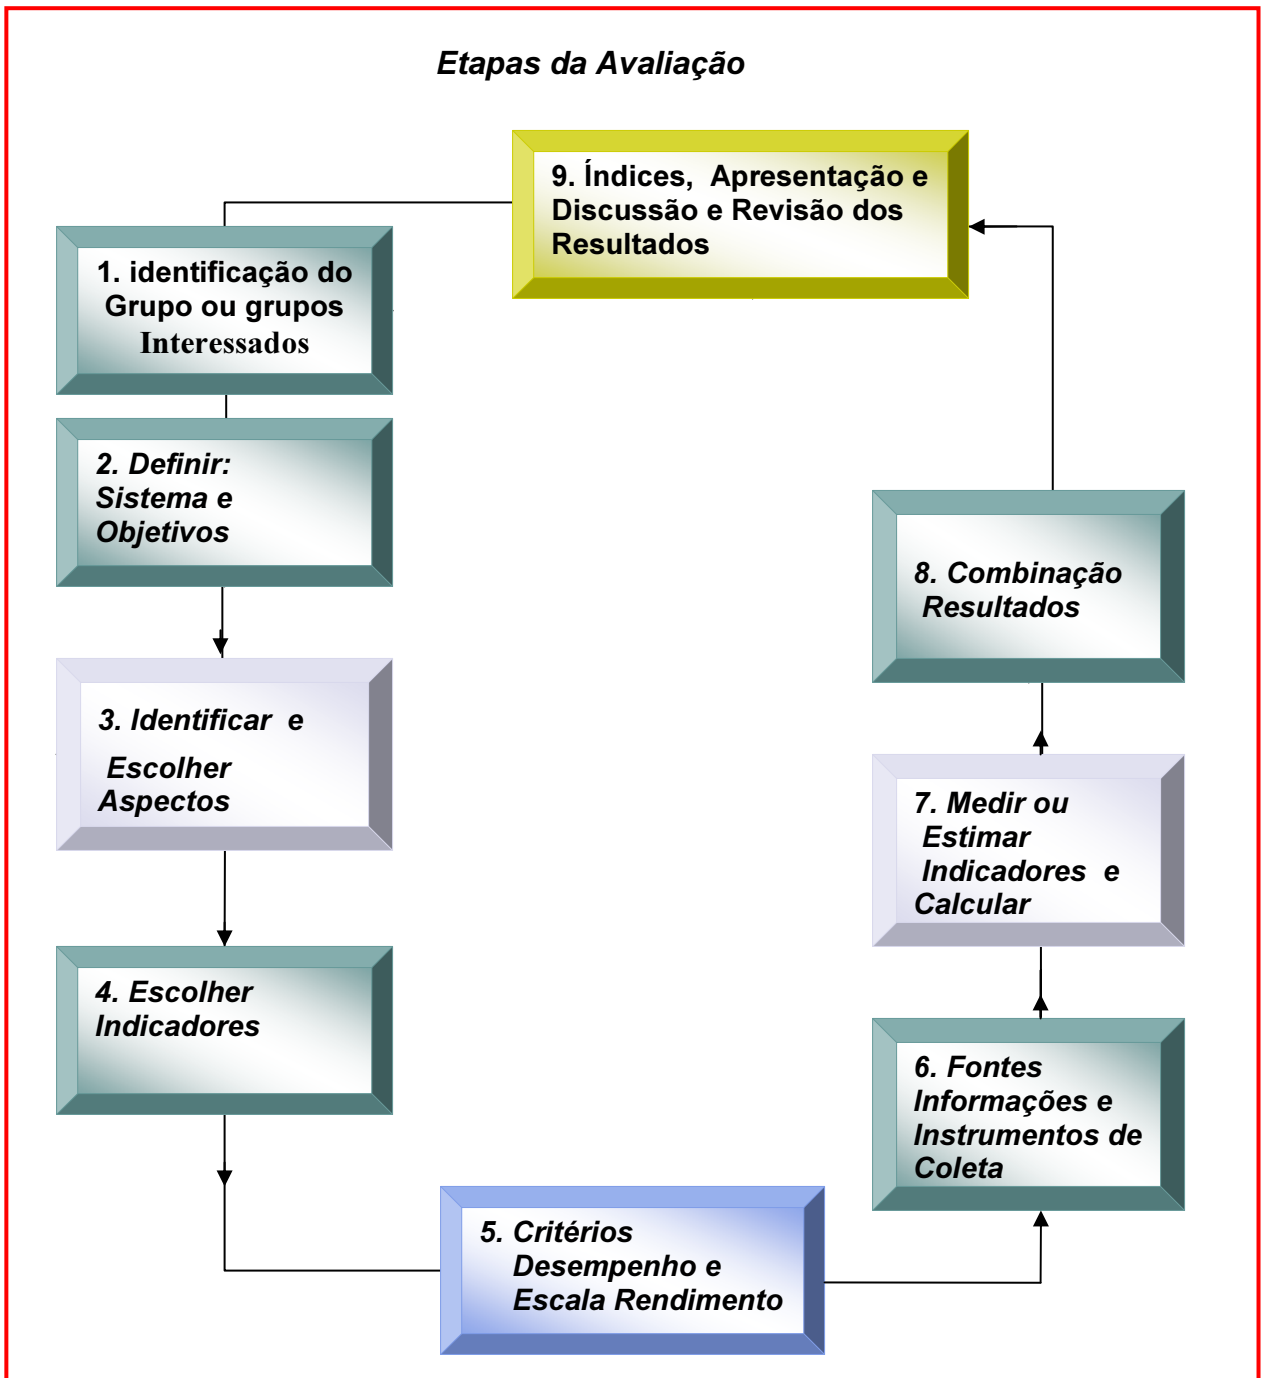 Etapas da Avaliação
9. Índices, Apresentação e
Discussão e Revisão dos
Resultados
1. identificação do
Grupo ou grupos
Interessados
2. Definir:
Sistema e
Objetivos
3. Identificar e
Escolher
Aspectos
4. Escolher
Indicadores
5. Critérios
Desempenho e
Escala Rendimento
6. Fontes
Informações e
Instrumentos de
Coleta
7. Medir ou
Estimar
Indicadores e
Calcular
8. Combinação
Resultados